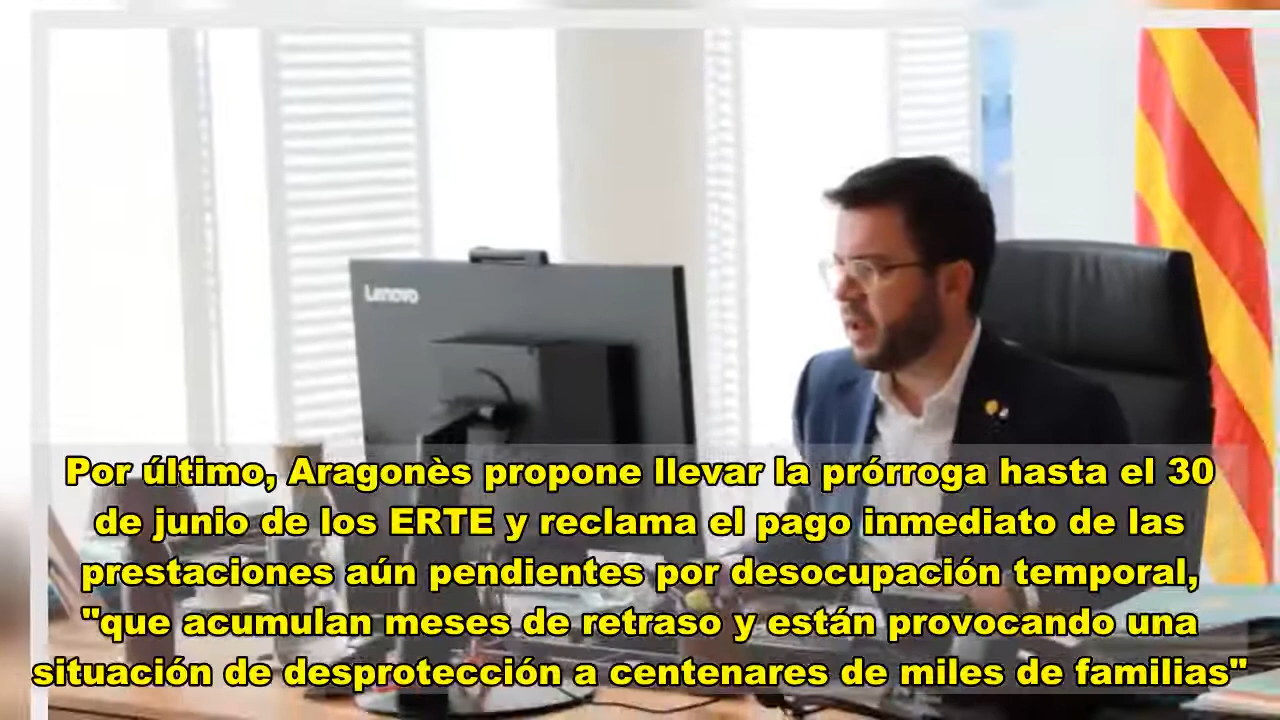 Lenovo
Por último, Aragonès propone llevar la prórroga hasta el 30
de junio de los ERTE y reclama el pago inmediato de las
prestaciones aún pendientes por desocupación temporal,
"que acumulan meses de retraso y están provocando una
situación de desprotección a centenares de miles de familias"